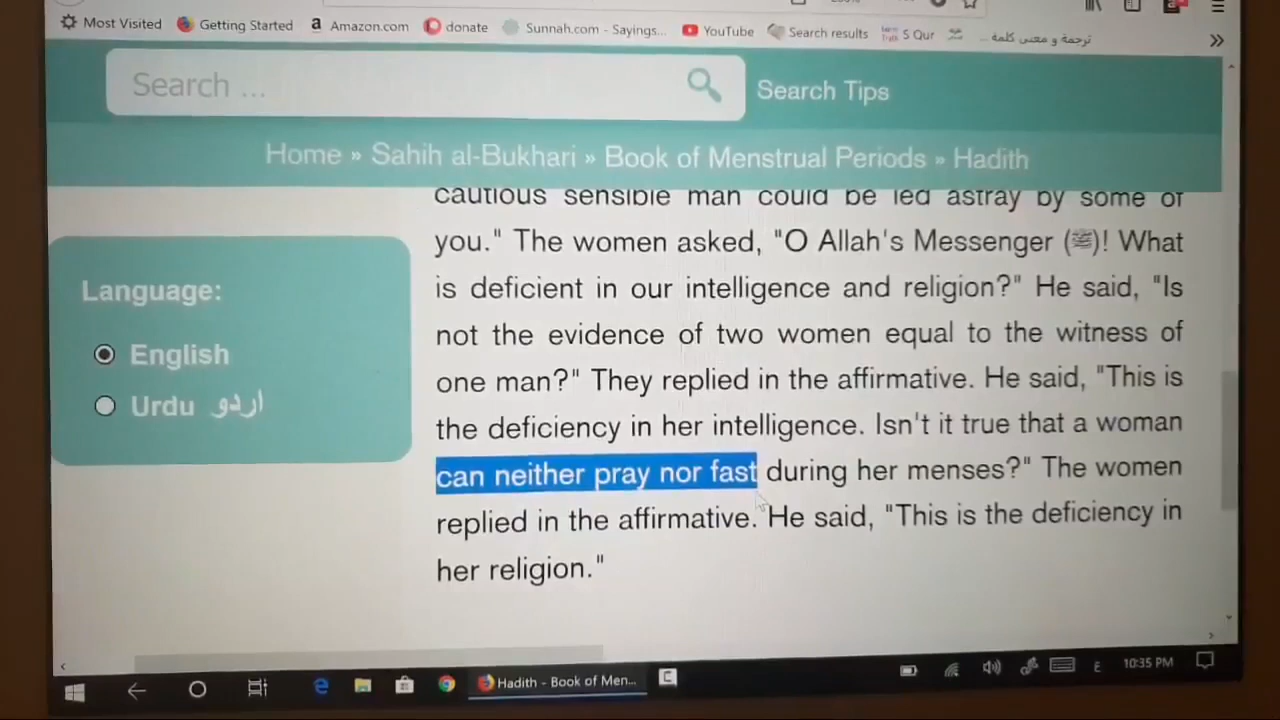 Most Visited Getting Started Amazon.com donate Sunnah.com - Sayings... YouTube Search results S Qur ترجمة و معنى كلمة ...
Search ...
Search Tips
Home » Sahih al-Bukhari » Book of Menstrual Periods » Hadith
cautious sensible man could be led astray by some of
you." The women asked, "O Allah's Messenger (ﷺ)! What
is deficient in our intelligence and religion?" He said, "Is
not the evidence of two women equal to the witness of
one man?" They replied in the affirmative. He said, "This is
the deficiency in her intelligence. Isn't it true that a woman
can neither pray nor fast during her menses?" The women
replied in the affirmative. He said, "This is the deficiency in
her religion."
Language:
English
Urdu اردو
Hadith - Book of Men...
ع
10:35 PM